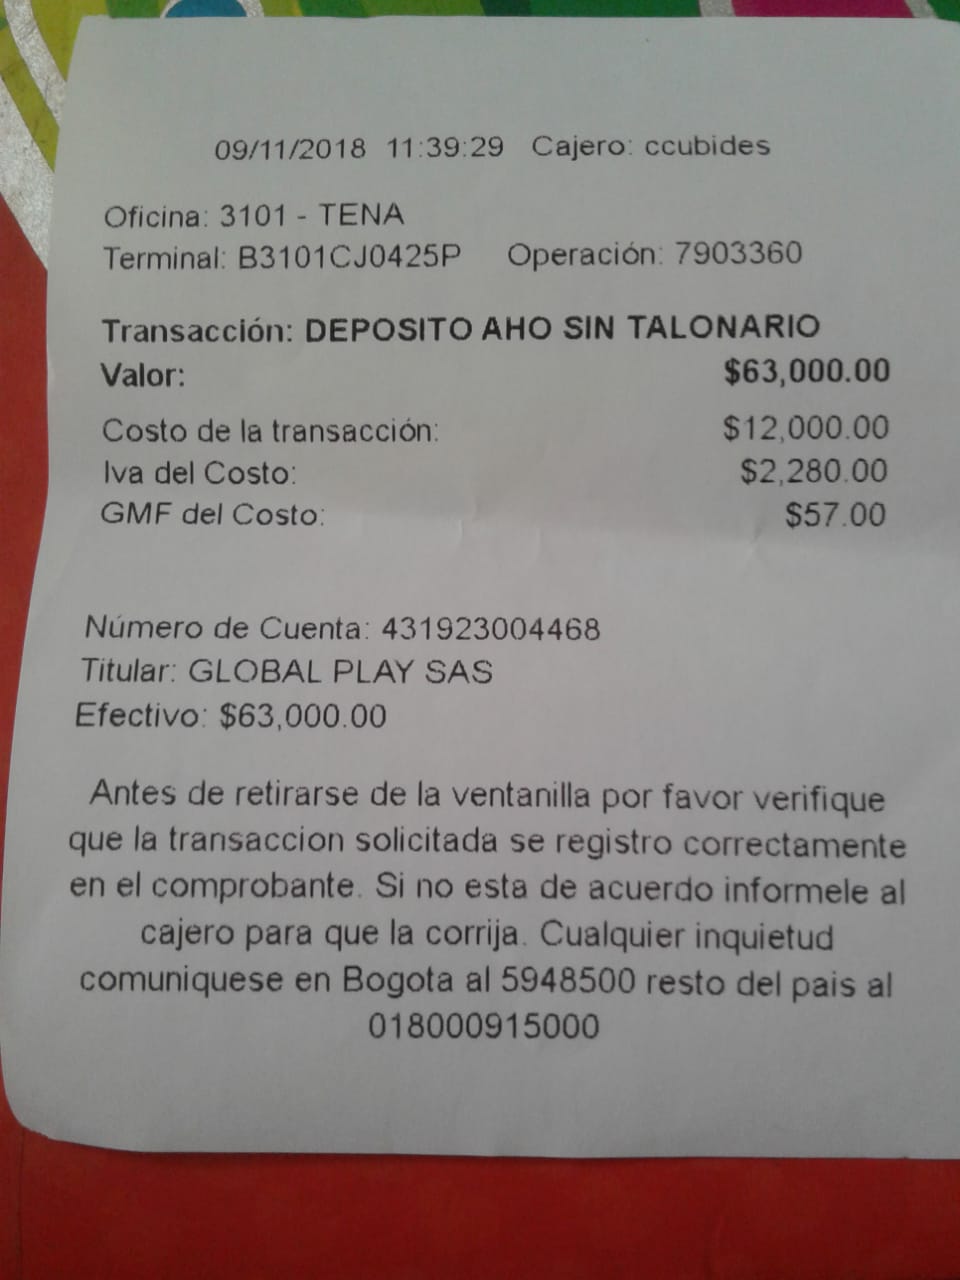 09/11/2018 11:39:29 Cajero: ccubides
Oficina: 3101 - TENA
Terminal: B3101CJ0425P Operación: 7903360
Transacción: DEPOSITO AHO SIN TALONARIO
Valor: $63,000.00
Costo de la transacción: $12,000.00
Iva del Costo: $2,280.00
GMF del Costo: $57.00
Número de Cuenta: 431923004468
Titular: GLOBAL PLAY SAS
Efectivo: $63,000.00
Antes de retirarse de la ventanilla por favor verifique
que la transaccion solicitada se registro correctamente
en el comprobante. Si no esta de acuerdo informele al
cajero para que la corrija. Cualquier inquietud
comuniquese en Bogota al 5948500 resto del pais al
018000915000